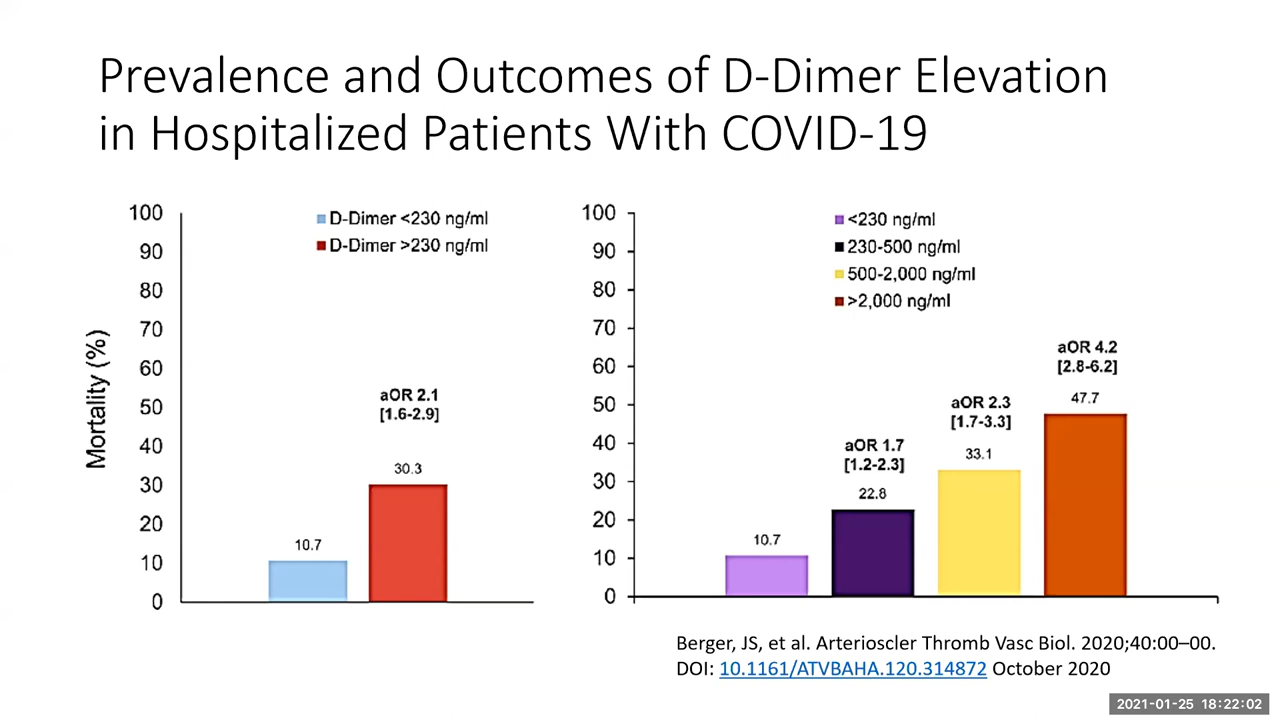 Prevalence and Outcomes of D-Dimer Elevation
in Hospitalized Patients With COVID-19
Mortality (%)
100
90
80
70
60
50
40
30
20
10
0
D-Dimer <230 ng/ml
D-Dimer >230 ng/ml
aOR 2.1
[1.6-2.9]
30.3
10.7
100
90
80
70
60
50
40
30
20
10
0
<230 ng/ml
230-500 ng/ml
500-2,000 ng/ml
>2,000 ng/ml
10.7
aOR 1.7
[1.2-2.3]
22.8
aOR 2.3
[1.7-3.3]
33.1
aOR 4.2
[2.8-6.2]
47.7
Berger, JS, et al. Arterioscler Thromb Vasc Biol. 2020;40:00–00.
DOI: 10.1161/ATVBAHA.120.314872 October 2020
2021-01-25 18:22:02